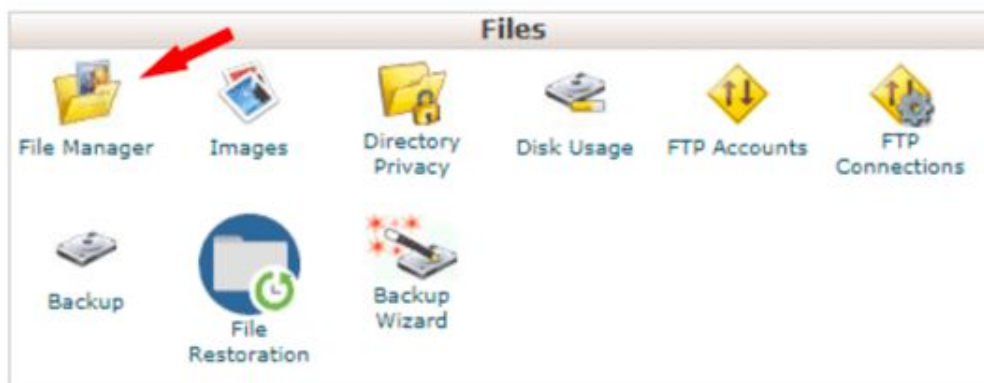 Files
File Manager
Images
Directory
Privacy
Disk Usage
FTP Accounts
FTP
Connections
Backup
File
Restoration
Backup
Wizard